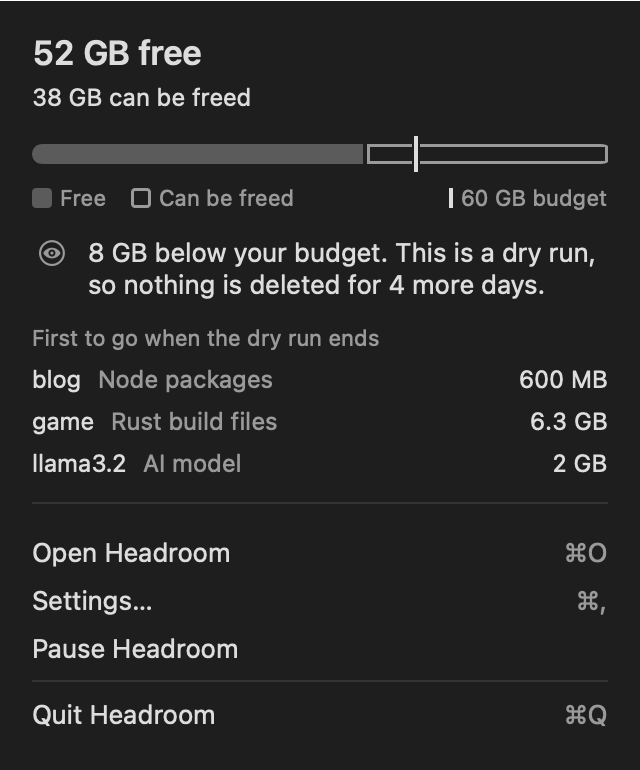 52 GB free
38 GB can be freed
Free Can be freed 60 GB budget
8 GB below your budget. This is a dry run,
so nothing is deleted for 4 more days.
First to go when the dry run ends
blog Node packages 600 MB
game Rust build files 6.3 GB
llama3.2 AI model 2 GB
Open Headroom ⌘O
Settings... ⌘,
Pause Headroom
Quit Headroom ⌘Q